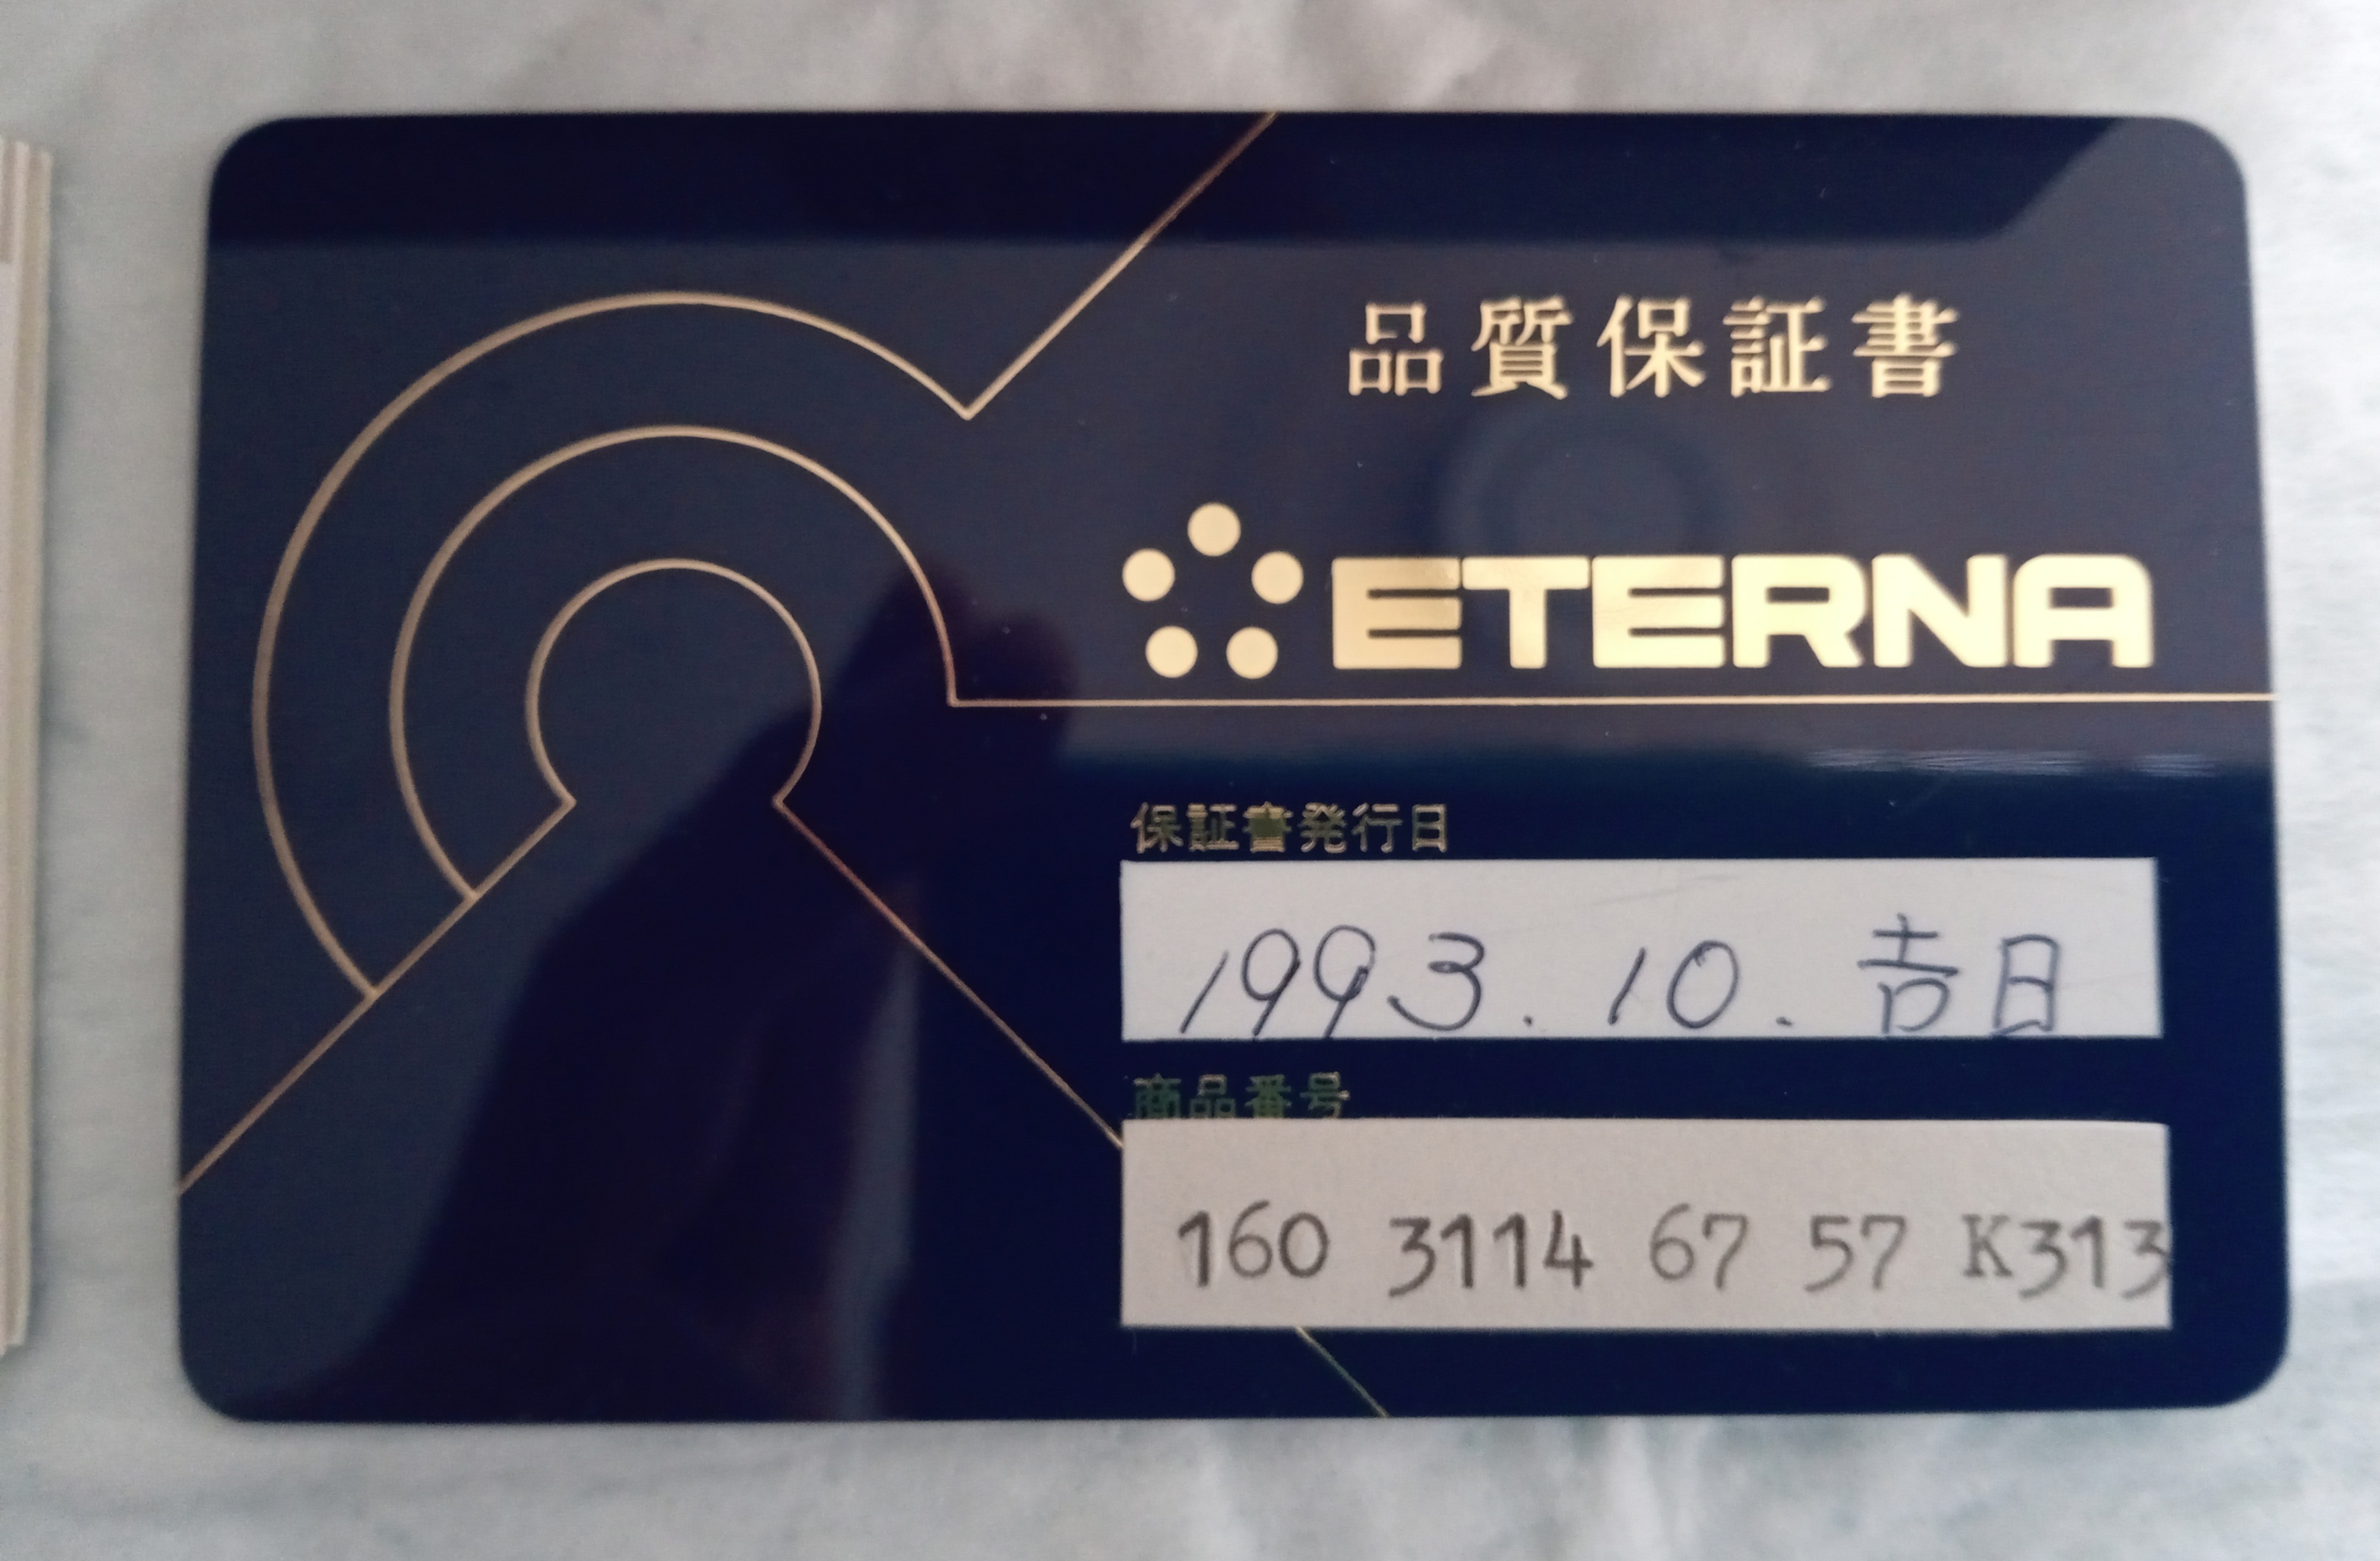 品質保証書
ETERNA
保証書発行日
1993.10.吉日
商品番号
160 3114 67 57 K313